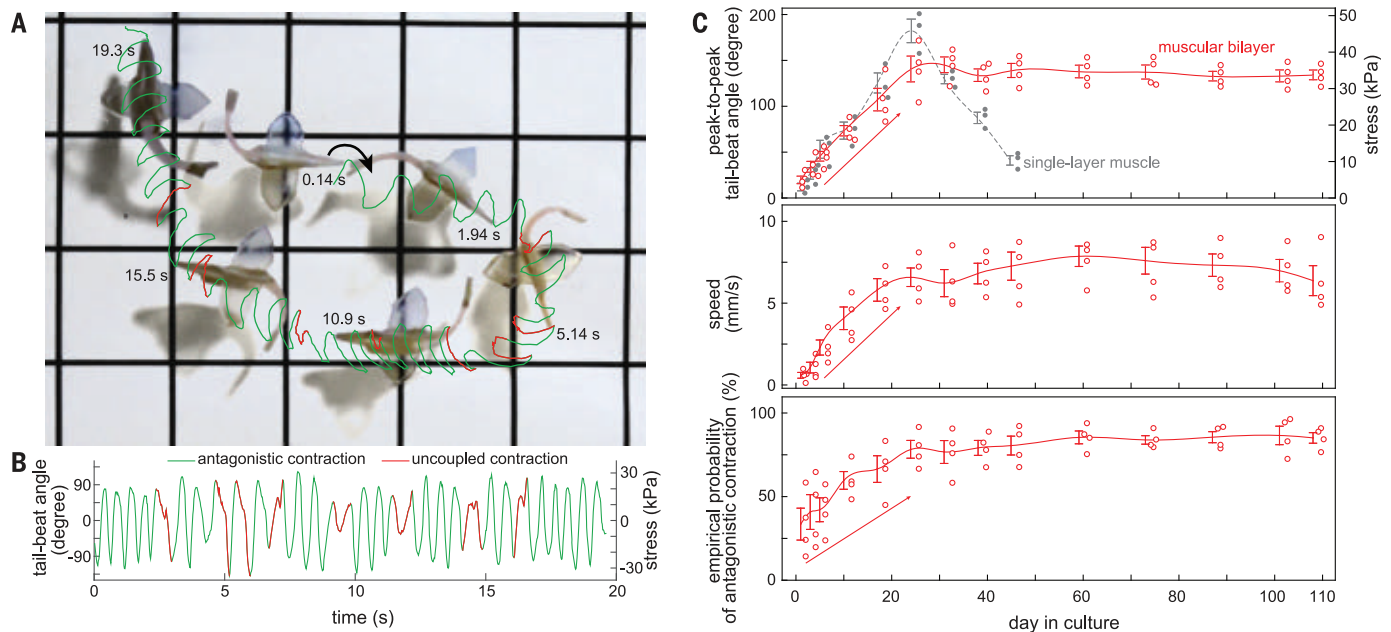 A
19.3 s
0.14 s
1.94 s
15.5 s
10.9 s
5.14 s
B
antagonistic contraction
uncoupled contraction
tail-beat angle
(degree)
90
0
-90
30
0
-30
stress (kPa)
0
5
10
15
20
time (s)
C
peak-to-peak
tail-beat angle (degree)
200
100
0
muscular bilayer
single-layer muscle
50
40
30
20
10
0
stress (kPa)
speed
(mm/s)
10
5
0
empirical probability
of antagonistic contraction (%)
100
50
0
0
20
40
60
80
100
110
day in culture